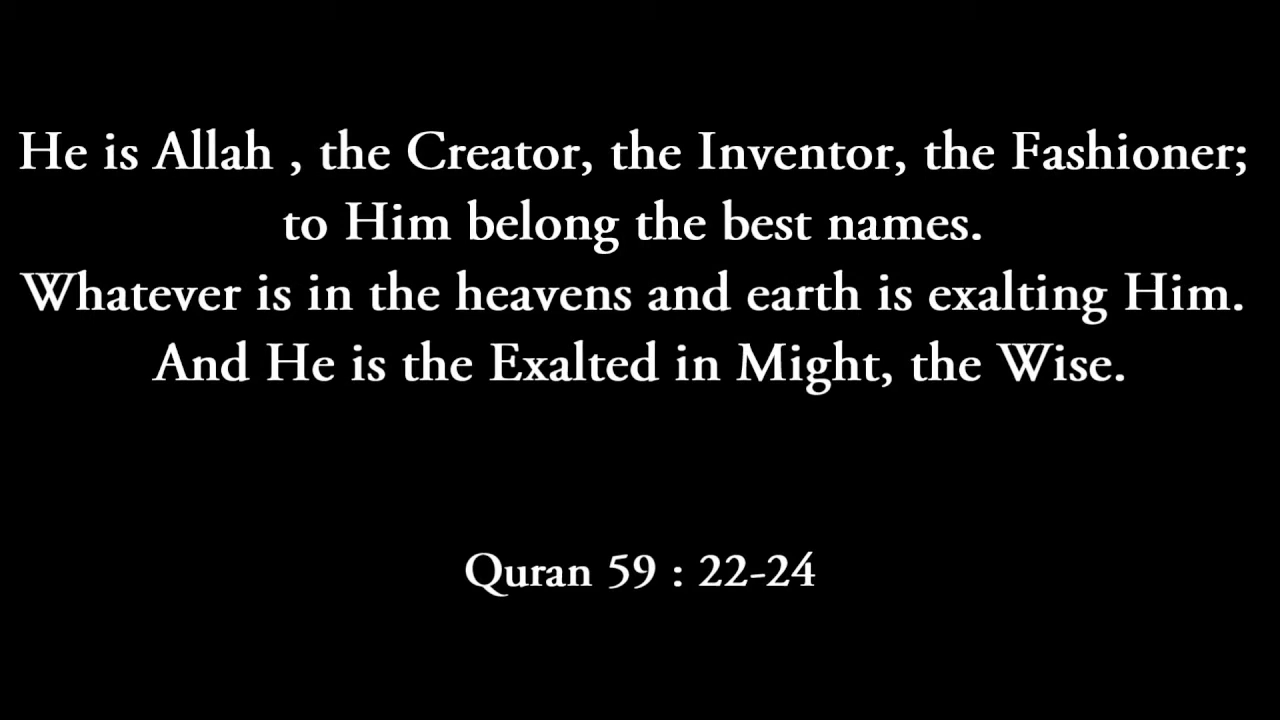 He is Allah , the Creator, the Inventor, the Fashioner;
to Him belong the best names.
Whatever is in the heavens and earth is exalting Him.
And He is the Exalted in Might, the Wise.
Quran 59 : 22-24